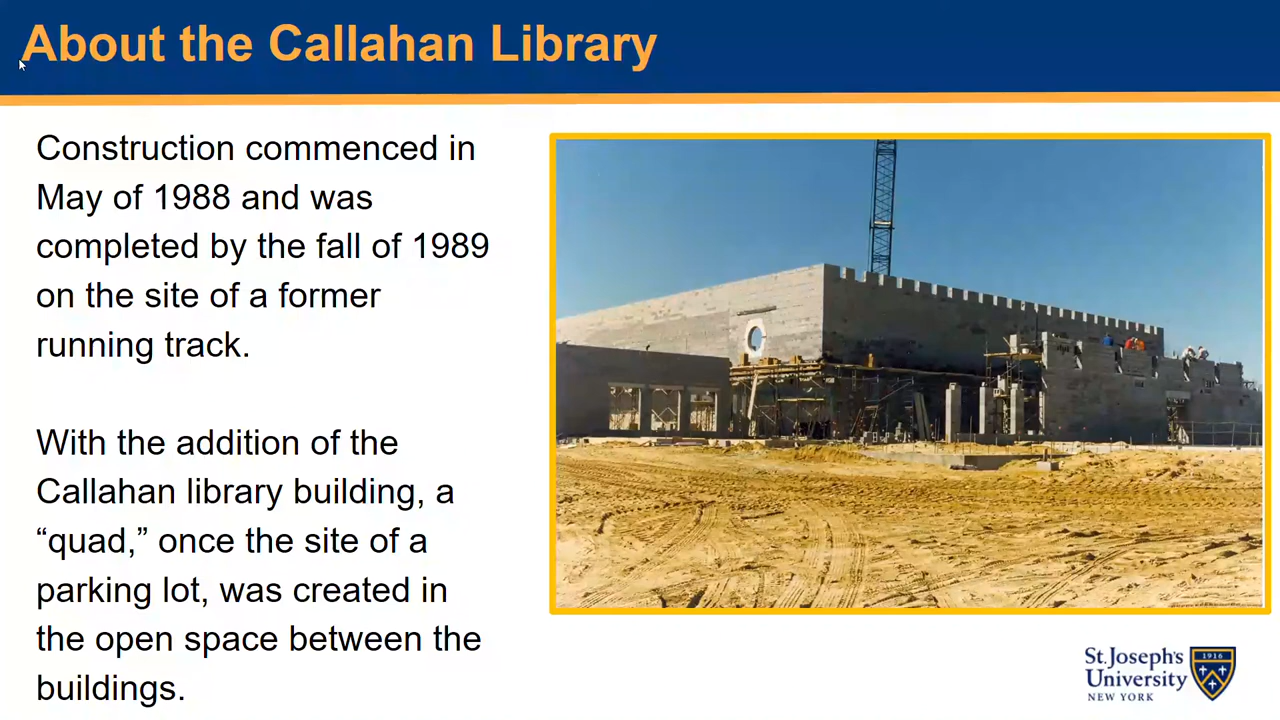 About the Callahan Library
Construction commenced in
May of 1988 and was
completed by the fall of 1989
on the site of a former
running track.
With the addition of the
Callahan library building, a
“quad,” once the site of a
parking lot, was created in
the open space between the
buildings.
St. Joseph's
University
NEW YORK
1916